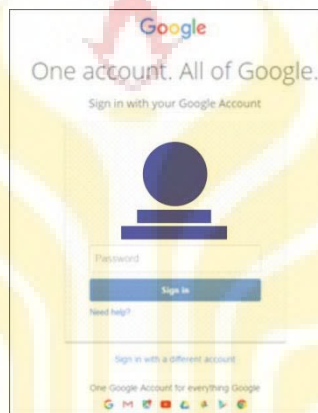 Google
One account. All of Google.
Sign in with your Google Account
Password
Sign in
Need help?
Sign in with a different account
One Google Account for everything Google